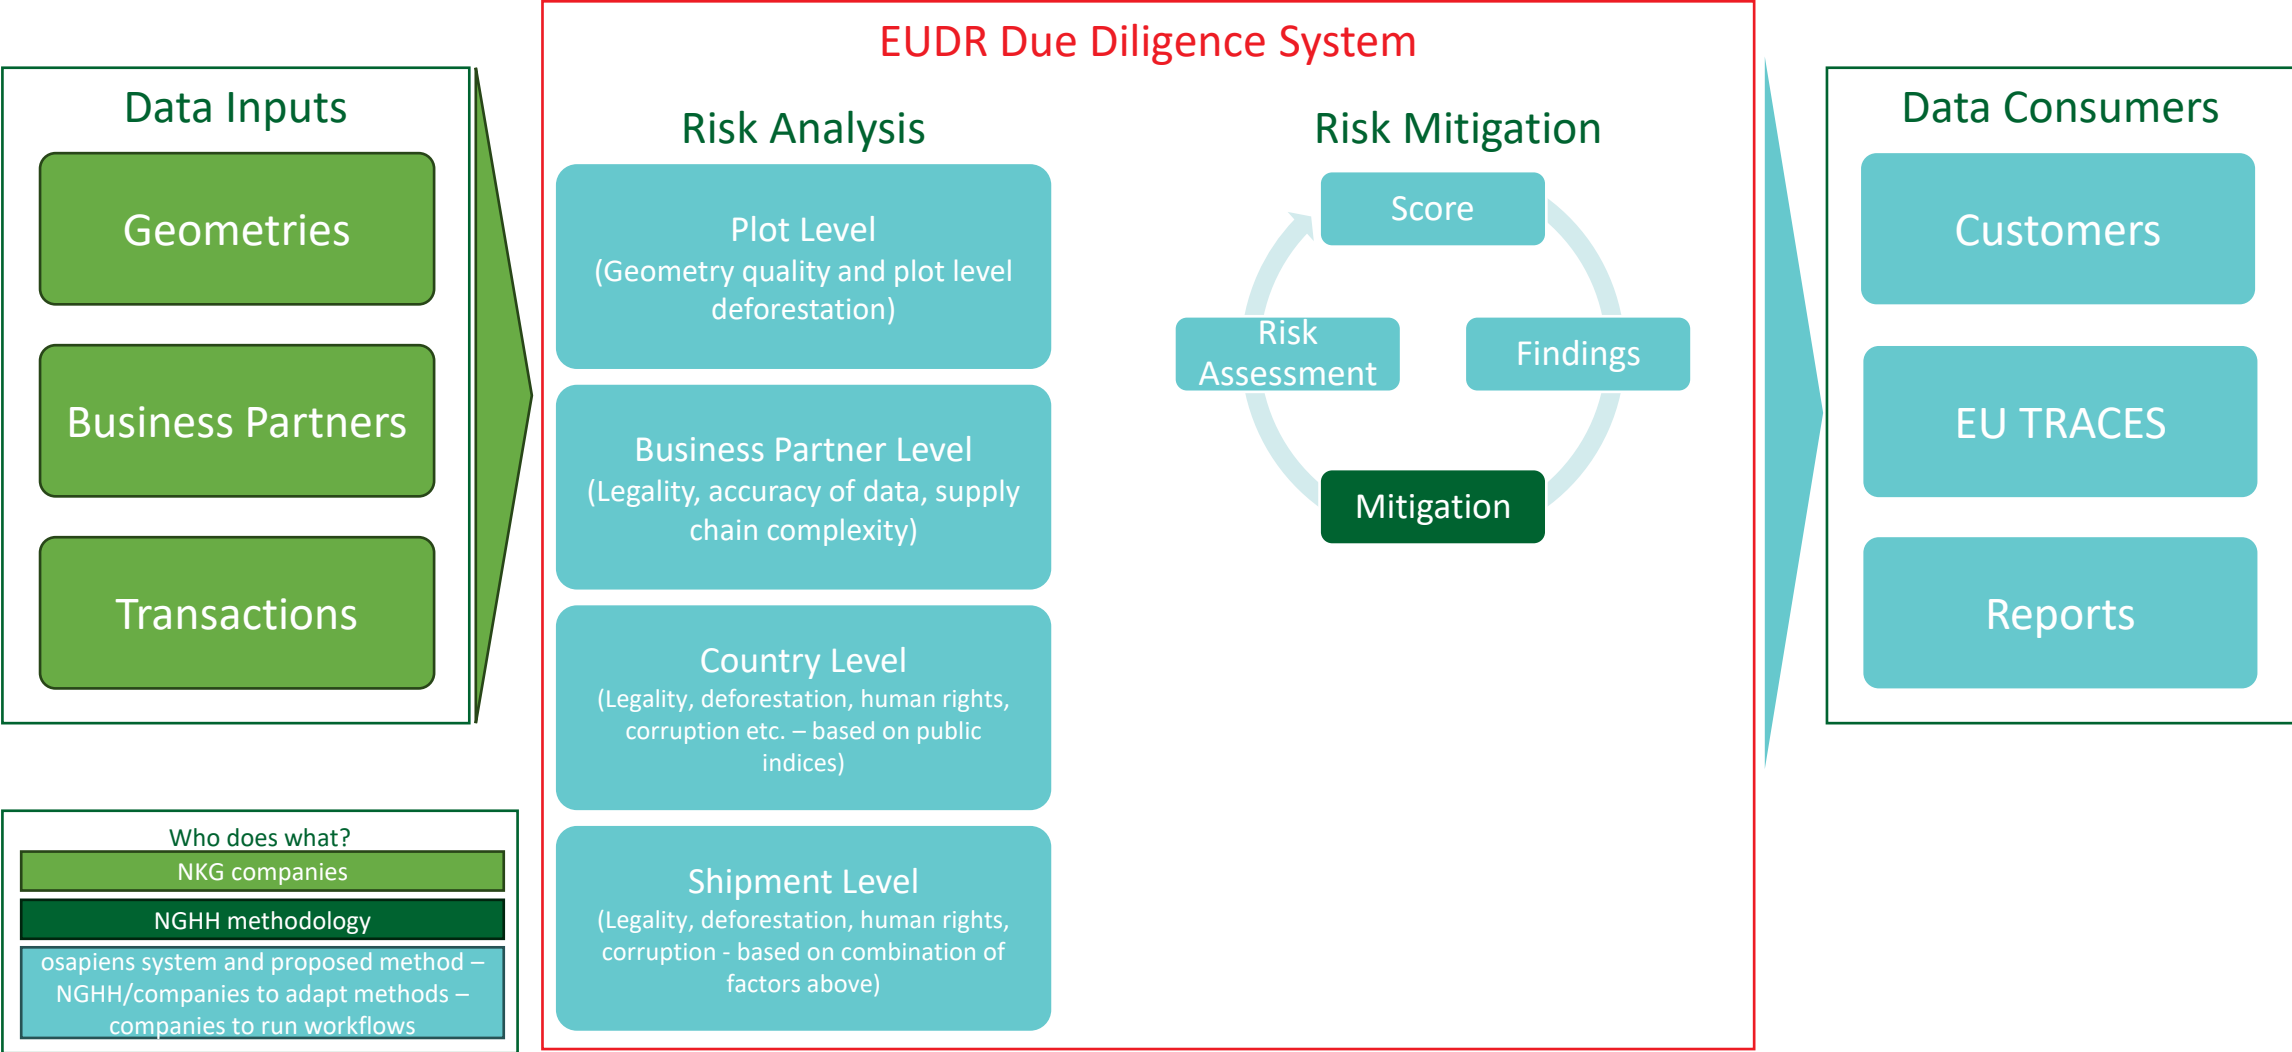 EUDR Due Diligence System
Data Inputs
Geometries
Business Partners
Transactions
Risk Analysis
Plot Level
(Geometry quality and plot level
deforestation)
Business Partner Level
(Legality, accuracy of data, supply
chain complexity)
Country Level
(Legality, deforestation, human rights,
corruption etc. – based on public
indices)
Shipment Level
(Legality, deforestation, human rights,
corruption - based on combination of
factors above)
Risk Mitigation
Score
Findings
Mitigation
Risk
Assessment
Data Consumers
Customers
EU TRACES
Reports
Who does what?
NKG companies
NGHH methodology
osapiens system and proposed method –
NGHH/companies to adapt methods –
companies to run workflows